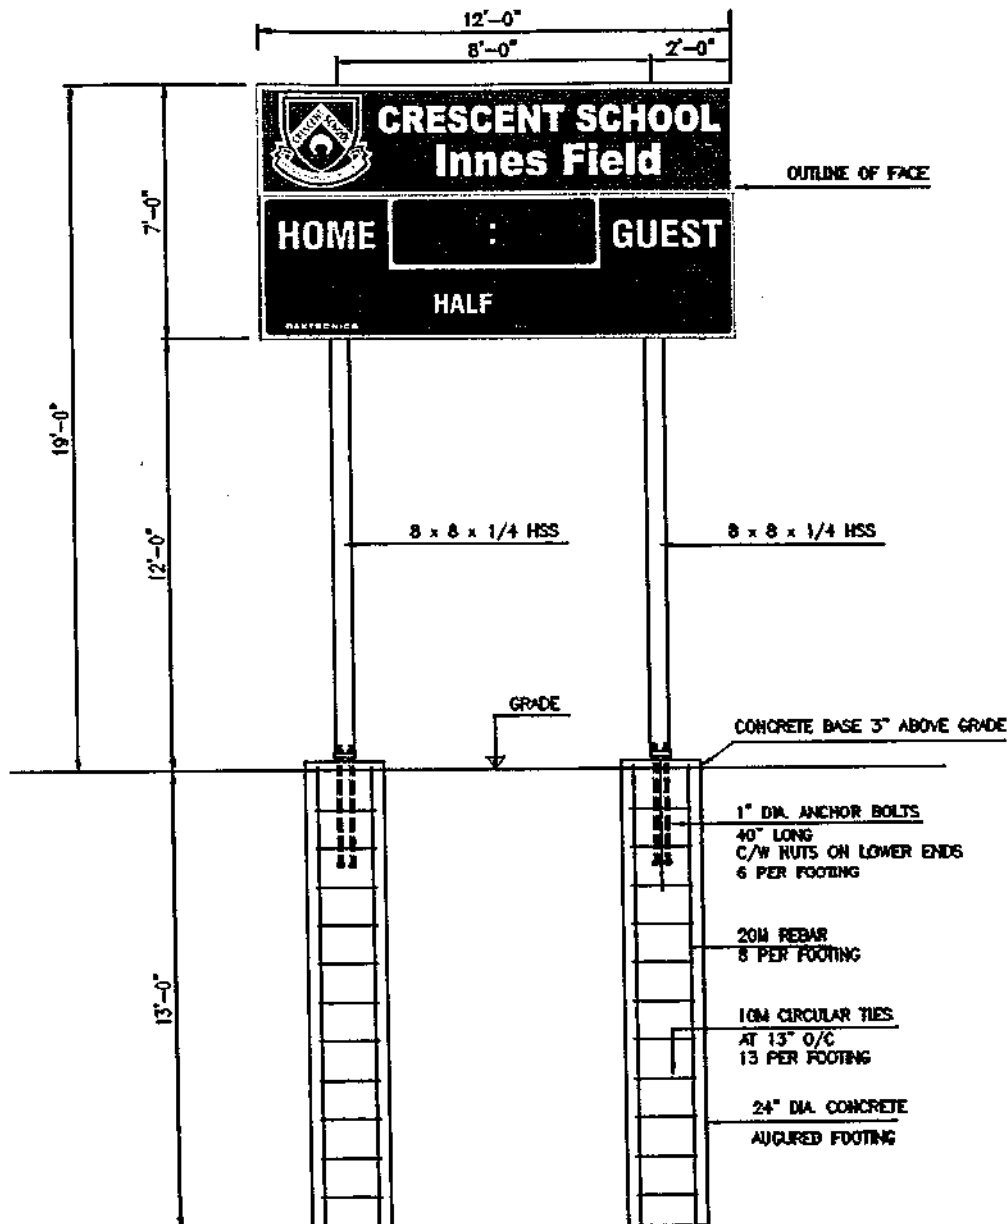 12'-0"
8'-0"
2'-0"
CRESCENT SCHOOL
Innes Field
CRESCENT SCHOOL
OUTLINE OF FACE
7'-0"
HOME
:
GUEST
HALF
DAKTRONICS
19'-0"
12'-0"
8 x 8 x 1/4 HSS
8 x 8 x 1/4 HSS
GRADE
CONCRETE BASE 3" ABOVE GRADE
1" DIA. ANCHOR BOLTS
40" LONG
C/W NUTS ON LOWER ENDS
6 PER FOOTING
20M REBAR
8 PER FOOTING
13'-0"
10M CIRCULAR TIES
AT 13" O/C
13 PER FOOTING
24" DIA. CONCRETE
AUGURED FOOTING